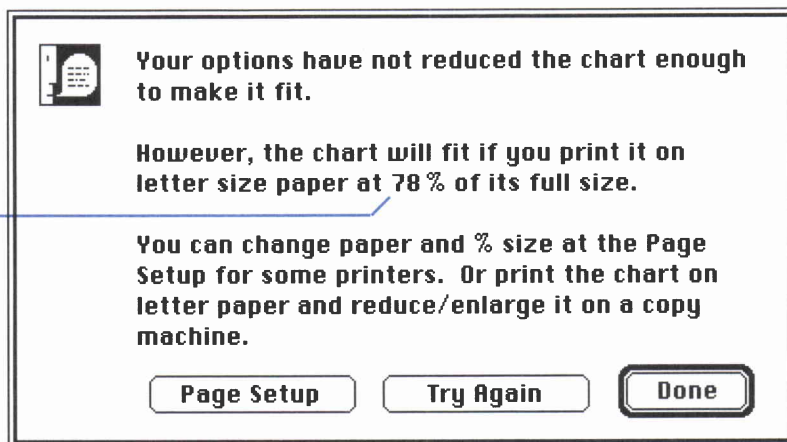 Your options have not reduced the chart enough
to make it fit.
However, the chart will fit if you print it on
letter size paper at 78% of its full size.
You can change paper and % size at the Page
Setup for some printers. Or print the chart on
letter paper and reduce/enlarge it on a copy
machine.
Page Setup
Try Again
Done